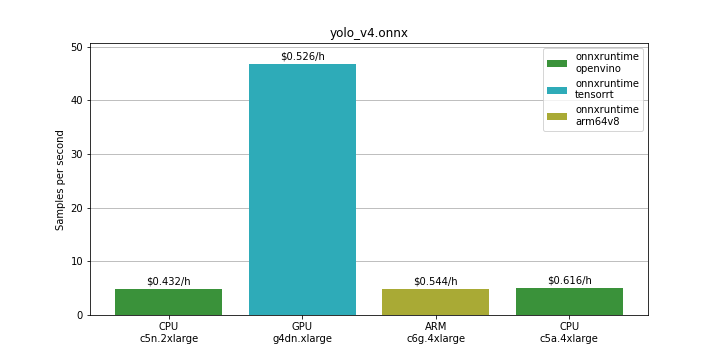 yolo_v4.onnx
50
40
30
20
10
0
Samples per second
$0.432/h
$0.526/h
$0.544/h
$0.616/h
onnxruntime
openvino
onnxruntime
tensorrt
onnxruntime
arm64v8
CPU
c5n.2xlarge
GPU
g4dn.xlarge
ARM
c6g.4xlarge
CPU
c5a.4xlarge